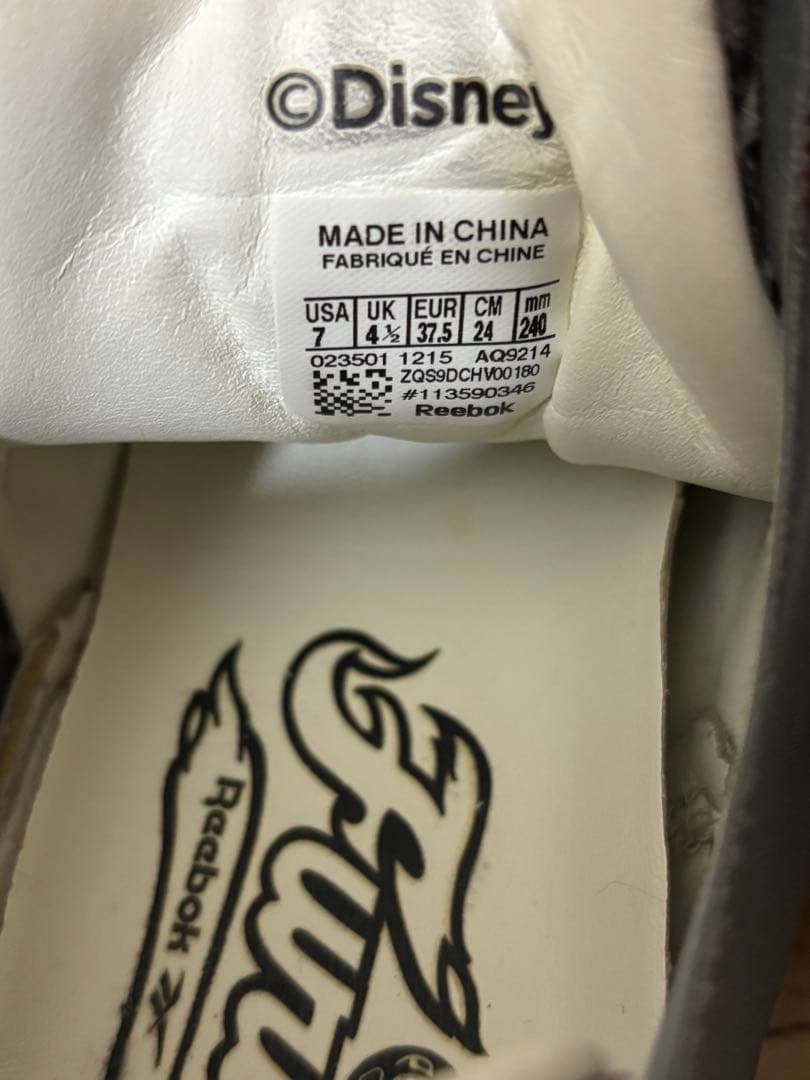 ©Disney
MADE IN CHINA
FABRIQUÉ EN CHINE
USA UK EUR CM mm
7 4½ 37.5 24 240
023501 1215 AQ9214
ZQS9DCHV00180
#113590346
Reebok
Reebok